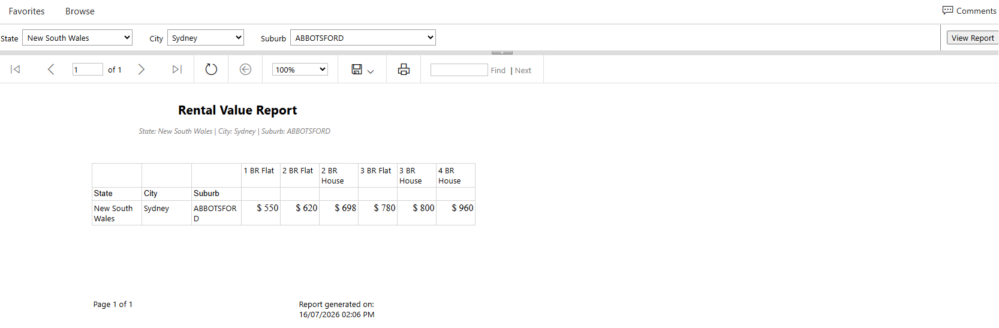 Favorites Browse Comments
State New South Wales City Sydney Suburb ABBOTSFORD View Report
1 of 1 100% Find | Next
Rental Value Report
State: New South Wales | City: Sydney | Suburb: ABBOTSFORD
1 BR Flat 2 BR Flat 2 BR 3 BR Flat 3 BR 4 BR
House House House
State City Suburb
New South Sydney ABBOTSFOR $ 550 $ 620 $ 698 $ 780 $ 800 $ 960
Wales D
Page 1 of 1 Report generated on:
16/07/2026 02:06 PM